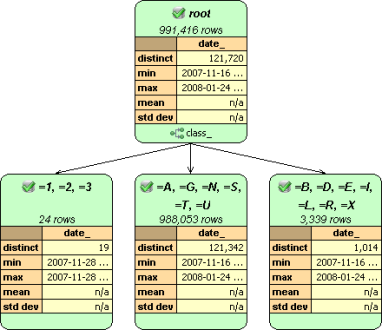 root
991,416 rows
date_
distinct 121,720
min 2007-11-16 ...
max 2008-01-24 ...
mean n/a
std dev n/a
class_
=1, =2, =3
24 rows
date_
distinct 19
min 2007-11-28 ...
max 2007-11-28 ...
mean n/a
std dev n/a
=A, =G, =N, =S,
=T, =U
988,053 rows
date_
distinct 121,342
min 2007-11-16 ...
max 2008-01-24 ...
mean n/a
std dev n/a
=B, =D, =E, =I,
=L, =R, =X
3,339 rows
date_
distinct 1,014
min 2007-11-16 ...
max 2008-01-24 ...
mean n/a
std dev n/a